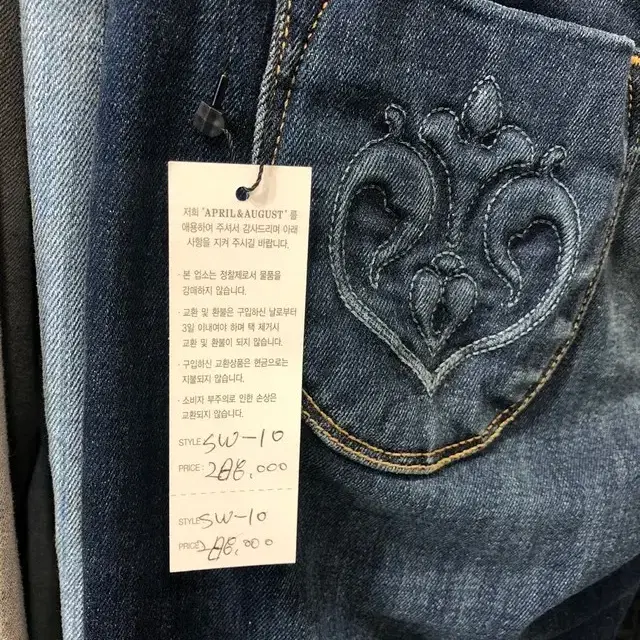 저희 "APRIL&AUGUST" 를
애용하여 주셔서 감사드리며 아래
사항을 지켜 주시길 바랍니다.
· 본 업소는 정찰제로서 물품을
강매하지 않습니다.
· 교환 및 환불은 구입하신 날로부터
3일 이내여야 하며 택 제거시
교환 및 환불이 되지 않습니다.
· 구입하신 교환상품은 현금으로는
지불되지 않습니다.
· 소비자 부주의로 인한 손상은
교환되지 않습니다.
STYLE: SW-10
PRICE:
STYLE: SW-10
PRICE: